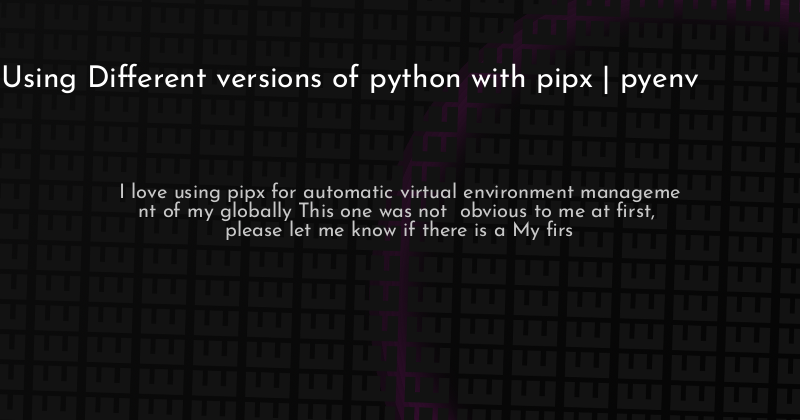 Using Different versions of python with pipx | pyenv
I love using pipx for automatic virtual environment manageme
nt of my globally This one was not  obvious to me at first,
please let me know if there is a My firs